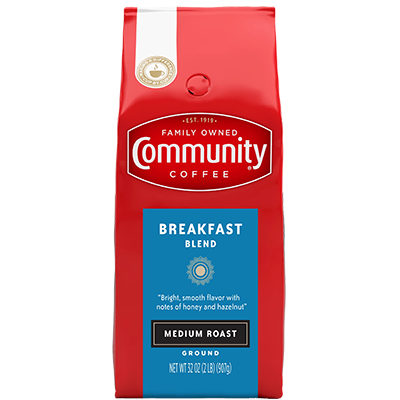 • EST. 1919 •
FAMILY OWNED
Community®
COFFEE
BREAKFAST
BLEND
"Bright, smooth flavor with
notes of honey and hazelnut"
MEDIUM ROAST
GROUND
NET WT 32 OZ (2 LB) (907g)